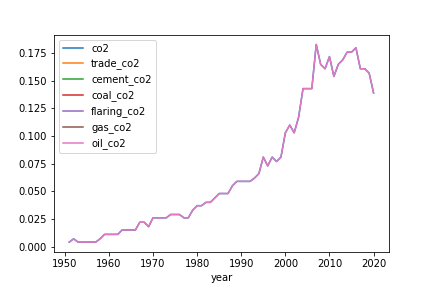 co2
trade_co2
cement_co2
coal_co2
flaring_co2
gas_co2
oil_co2
0.175
0.150
0.125
0.100
0.075
0.050
0.025
0.000
1950 1960 1970 1980 1990 2000 2010 2020
year